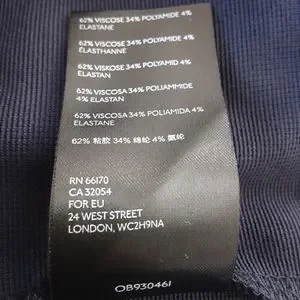 62% VISCOSE 34% POLYAMIDE 4%
ELASTANE
62% VISCOSE 34% POLYAMIDE 4%
ELASTHANNE
62% VISKOSE 34% POLYAMID 4%
ELASTAN
62% VISCOSA 34% POLIAMMIDE
4% ELASTAN
62% VISCOSA 34% POLIAMIDA 4%
ELASTANE
62% 粘胶 34% 锦纶 4% 氨纶
RN 66170
CA 32054
FOR EU
24 WEST STREET
LONDON, WC2H9NA
OB930461